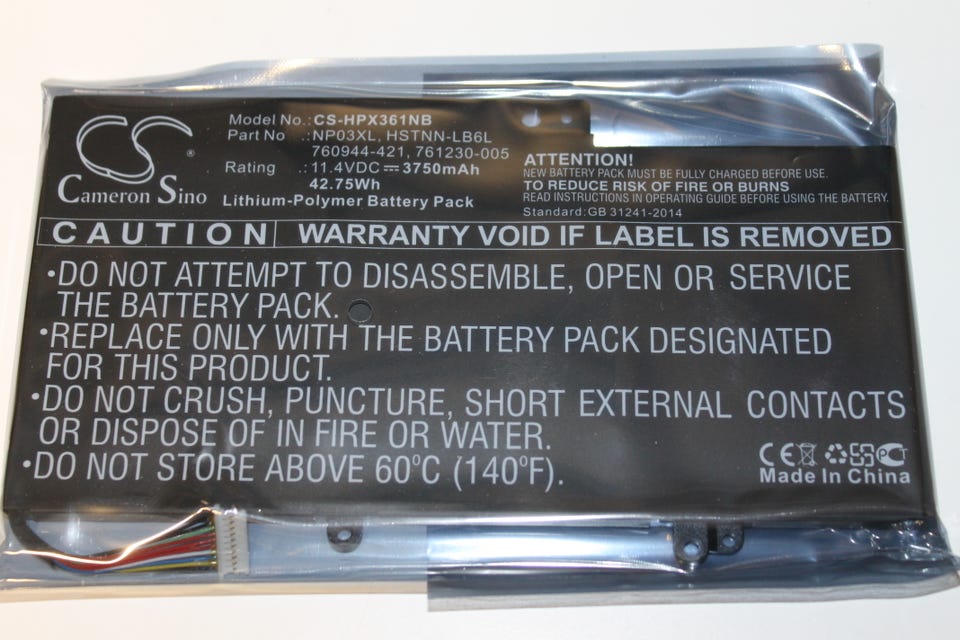 CS
®
Cameron Sino
Model No.:CS-HPX361NB
Part No :NP03XL, HSTNN-LB6L
760944-421, 761230-005
Rating :11.4VDC⎓3750mAh
42.75Wh
Lithium-Polymer Battery Pack
ATTENTION!
NEW BATTERY PACK MUST BE FULLY CHARGED BEFORE USE.
TO REDUCE RISK OF FIRE OR BURNS
READ INSTRUCTIONS IN OPERATING GUIDE BEFORE USING THE BATTERY.
Standard:GB 31241-2014
CAUTION WARRANTY VOID IF LABEL IS REMOVED
•DO NOT ATTEMPT TO DISASSEMBLE, OPEN OR SERVICE
THE BATTERY PACK.
•REPLACE ONLY WITH THE BATTERY PACK DESIGNATED
FOR THIS PRODUCT.
•DO NOT CRUSH, PUNCTURE, SHORT EXTERNAL CONTACTS
OR DISPOSE OF IN FIRE OR WATER.
•DO NOT STORE ABOVE 60°C (140°F).
CE
Made In China